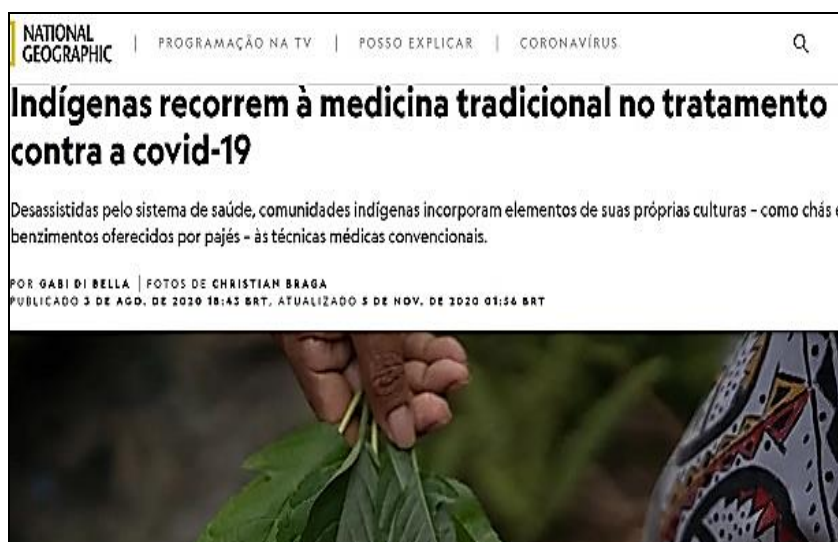 NATIONAL
GEOGRAPHIC
PROGRAMAÇÃO NA TV | POSSO EXPLICAR | CORONAVÍRUS
Indígenas recorrem à medicina tradicional no tratamento
contra a covid-19
Desassistidas pelo sistema de saúde, comunidades indígenas incorporam elementos de suas próprias culturas – como chás e
benzimentos oferecidos por pajés – às técnicas médicas convencionais.
POR GABI DI BELLA | FOTOS DE CHRISTIAN BRAGA
PUBLICADO 3 DE AGO. DE 2020 18:43 BRT, ATUALIZADO 5 DE NOV. DE 2020 01:56 BRT